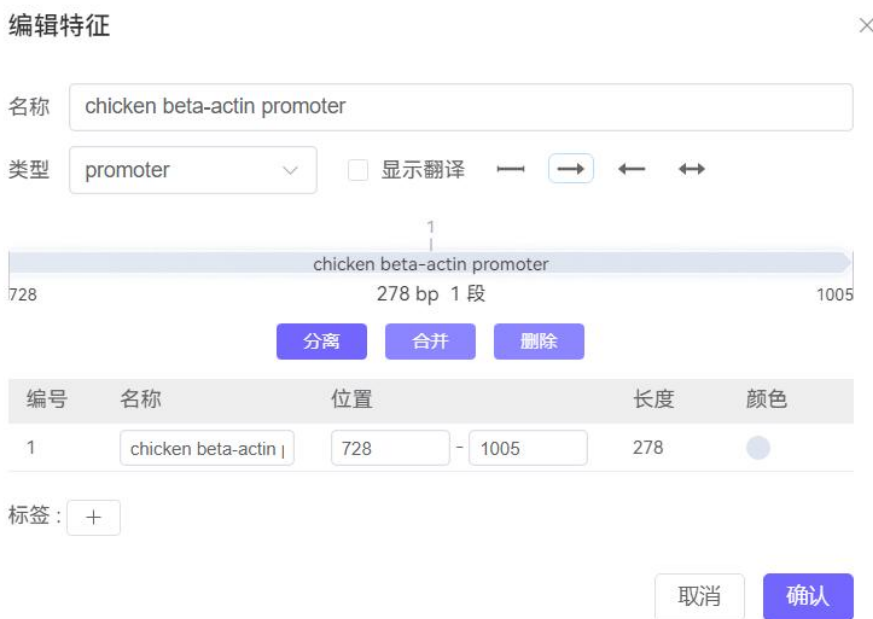 编辑特征
名称 chicken beta-actin promoter
类型 promoter 显示翻译
1
chicken beta-actin promoter
728 278 bp 1 段 1005
分离 合并 删除
编号 名称 位置 长度 颜色
1 chicken beta-actin p 728 - 1005 278
标签 : +
取消 确认